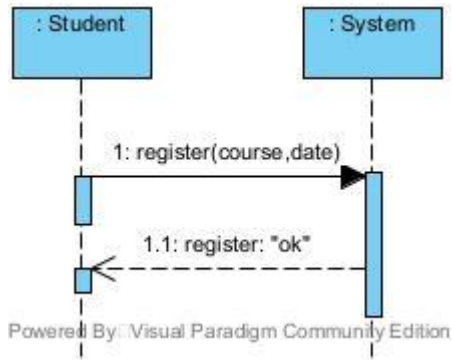 : Student
: System
1: register(course,date)
1.1: register: "ok"
Powered By: Visual Paradigm Community Edition